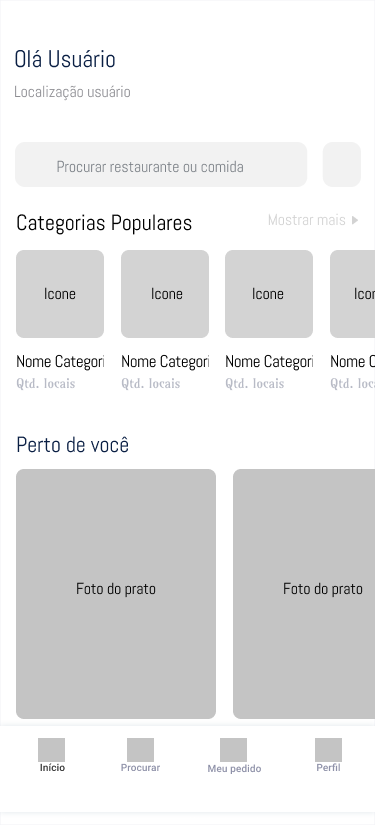 Olá Usuário
Localização usuário
Procurar restaurante ou comida
Categorias Populares
Mostrar mais
Icone
Icone
Icone
Icon
Nome Categori
Nome Categori
Nome Categori
Nome C
Qtd. locais
Qtd. locais
Qtd. locais
Qtd. loca
Perto de você
Foto do prato
Foto do prato
Início
Procurar
Meu pedido
Perfil